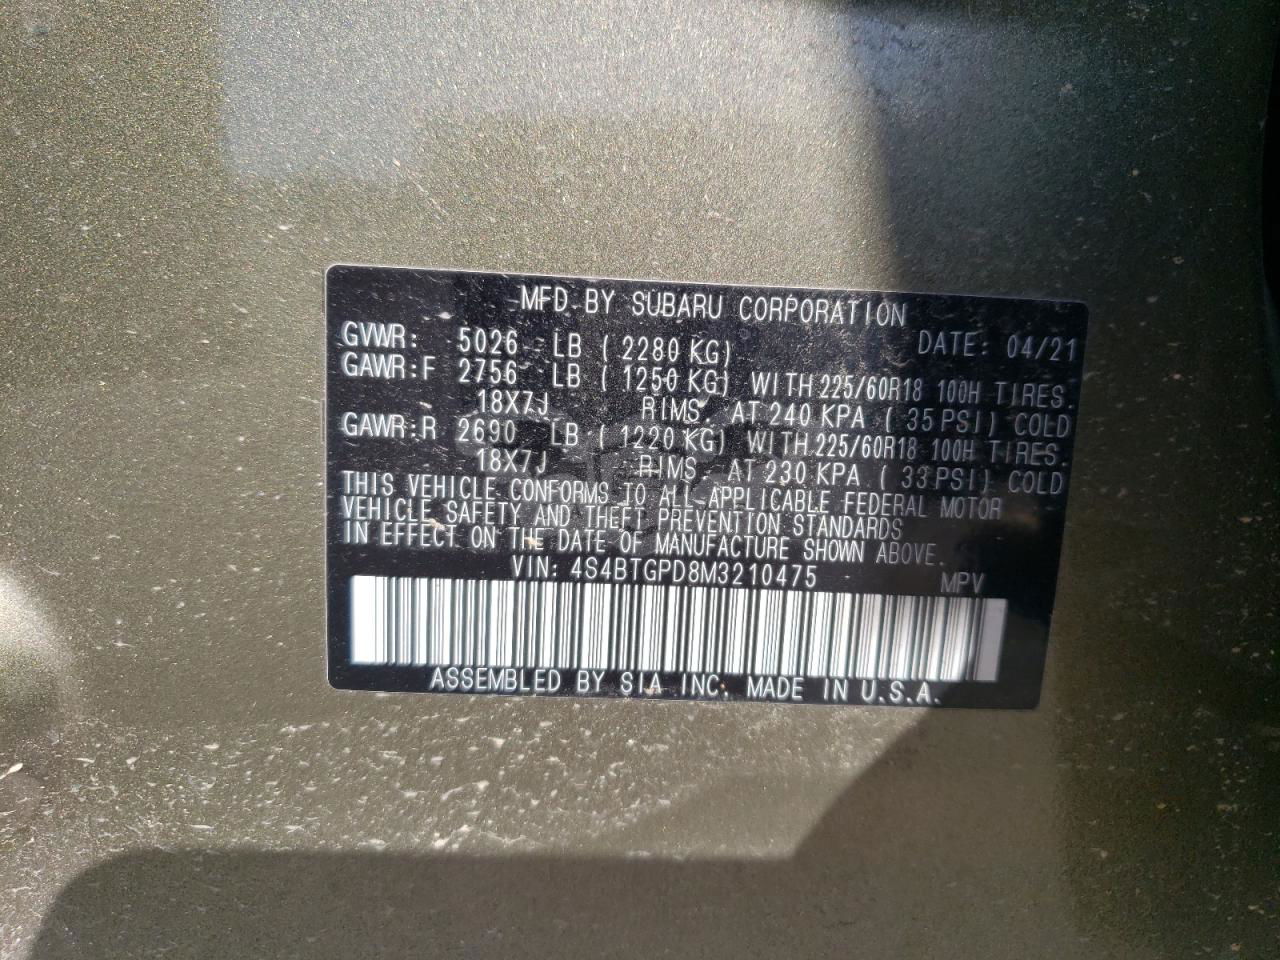 MFD. BY SUBARU CORPORATION
GVWR: 5026 LB ( 2280 KG) DATE: 04/21
GAWR:F 2756 LB ( 1250 KG) WITH 225/60R18 100H TIRES.
18X7J RIMS AT 240 KPA ( 35 PSI) COLD
GAWR:R 2690 LB ( 1220 KG) WITH 225/60R18 100H TIRES.
18X7J RIMS AT 230 KPA ( 33 PSI) COLD
THIS VEHICLE CONFORMS TO ALL APPLICABLE FEDERAL MOTOR
VEHICLE SAFETY AND THEFT PREVENTION STANDARDS
IN EFFECT ON THE DATE OF MANUFACTURE SHOWN ABOVE.
VIN: 4S4BTGPD8M3210475 MPV
ASSEMBLED BY SIA INC. MADE IN U.S.A.